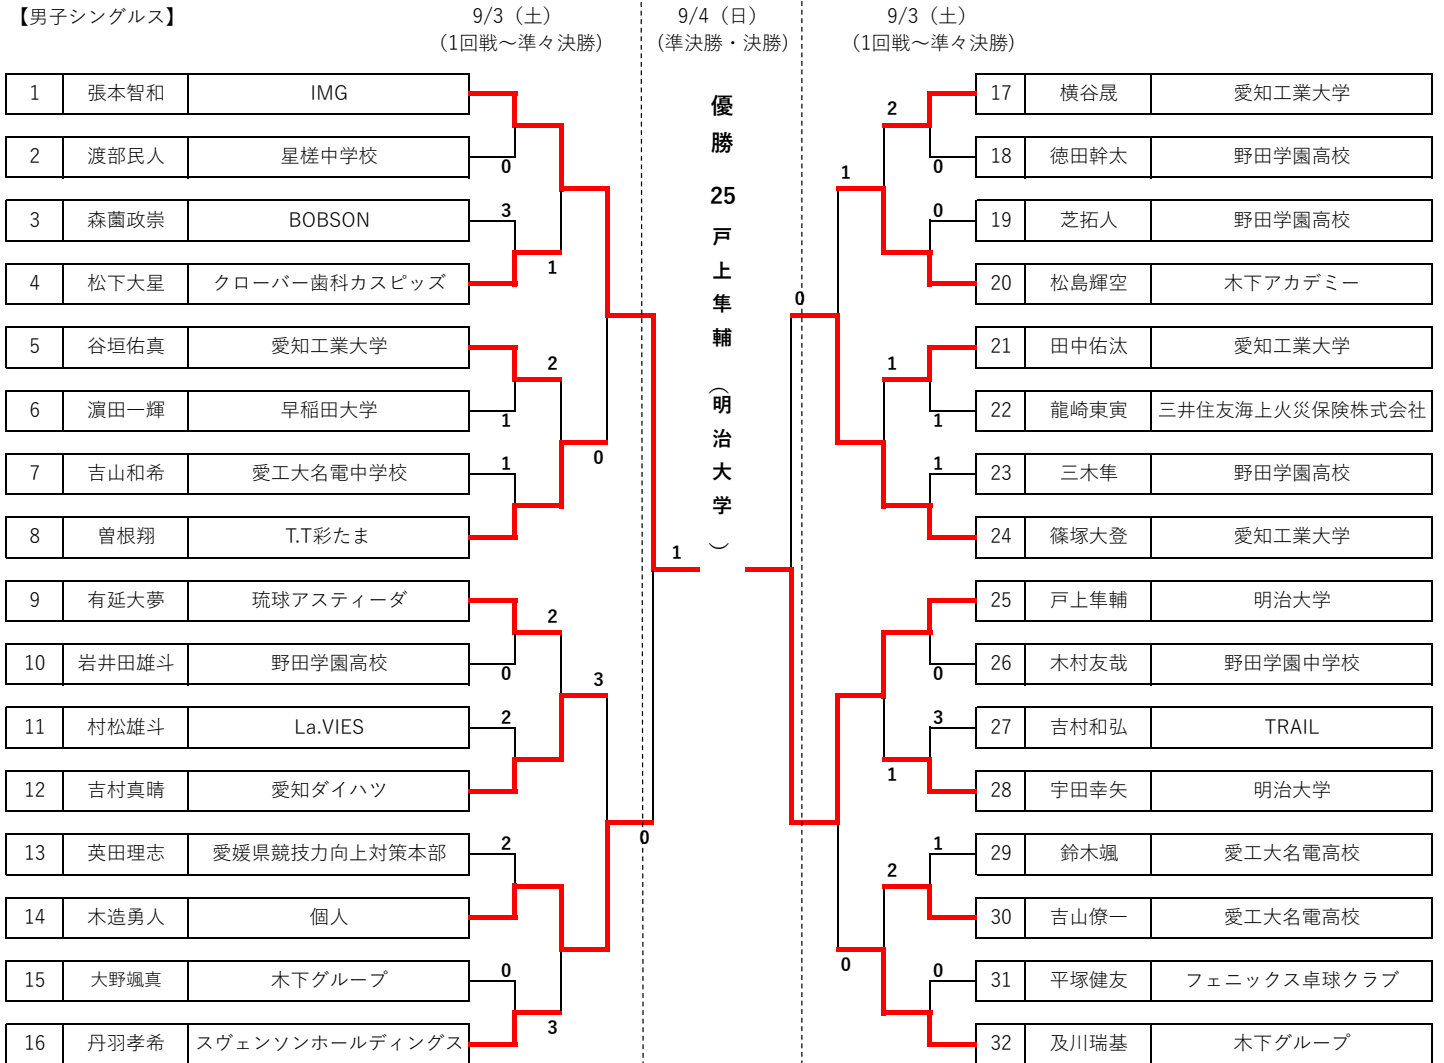 【男子シングルス】
9/3（土）
（1回戦～準々決勝）
9/4（日）
（準決勝・決勝）
9/3（土）
（1回戦～準々決勝）
優勝 25 戸上隼輔 （明治大学）
1 張本智和 IMG
2 渡部民人 星槎中学校
3 森薗政崇 BOBSON
4 松下大星 クローバー歯科カスピッズ
5 谷垣佑真 愛知工業大学
6 濵田一輝 早稲田大学
7 吉山和希 愛工大名電中学校
8 曽根翔 T.T彩たま
9 有延大夢 琉球アスティーダ
10 岩井田雄斗 野田学園高校
11 村松雄斗 La.VIES
12 吉村真晴 愛知ダイハツ
13 英田理志 愛媛県競技力向上対策本部
14 木造勇人 個人
15 大野颯真 木下グループ
16 丹羽孝希 スヴェンソンホールディングス
0
3
1
2
1
1
0
2
0
3
2
2
0
3
0
1
17 横谷晟 愛知工業大学
18 徳田幹太 野田学園高校
19 芝拓人 野田学園高校
20 松島輝空 木下アカデミー
21 田中佑汰 愛知工業大学
22 龍崎東寅 三井住友海上火災保険株式会社
23 三木隼 野田学園高校
24 篠塚大登 愛知工業大学
25 戸上隼輔 明治大学
26 木村友哉 野田学園中学校
27 吉村和弘 TRAIL
28 宇田幸矢 明治大学
29 鈴木颯 愛工大名電高校
30 吉山僚一 愛工大名電高校
31 平塚健友 フェニックス卓球クラブ
32 及川瑞基 木下グループ
2
0
1
0
0
1
1
1
0
3
1
1
2
0
0